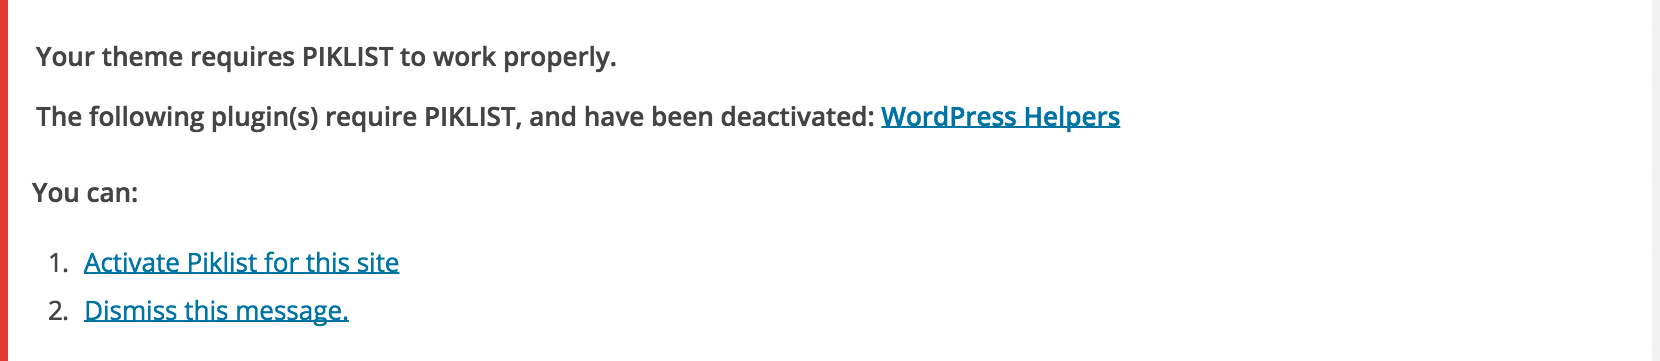 Your theme requires PIKLIST to work properly.
The following plugin(s) require PIKLIST, and have been deactivated: WordPress Helpers
You can:
1. Activate Piklist for this site
2. Dismiss this message.